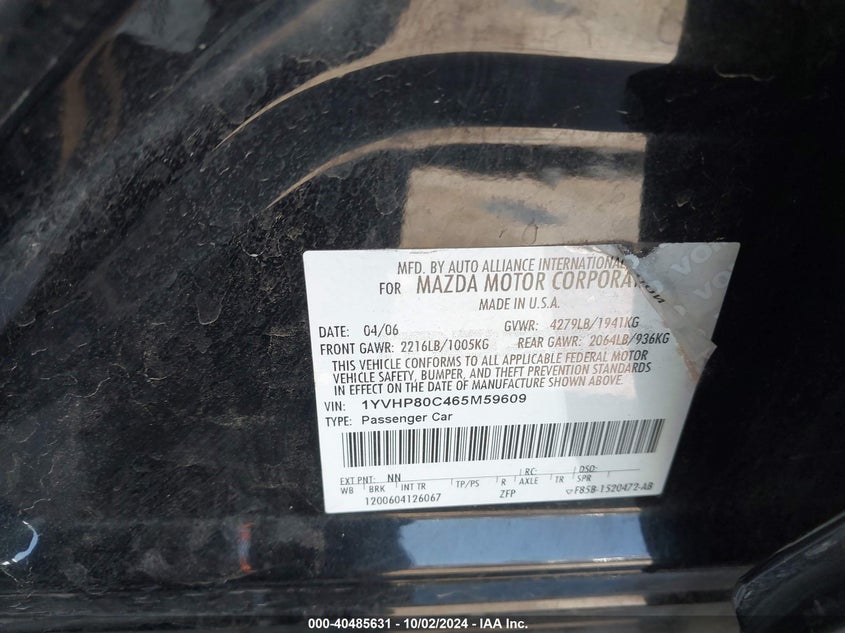 MFD. BY AUTO ALLIANCE INTERNATIONAL
FOR MAZDA MOTOR CORPORAT
MADE IN U.S.A.
DATE: 04/06 GVWR: 4279LB/1941KG
FRONT GAWR: 2216LB/1005KG REAR GAWR: 2064LB/936KG
THIS VEHICLE CONFORMS TO ALL APPLICABLE FEDERAL MOTOR
VEHICLE SAFETY, BUMPER, AND THEFT PREVENTION STANDARDS
IN EFFECT ON THE DATE OF MANUFACTURE SHOWN ABOVE.
VIN: 1YVHP80C465M59609
TYPE: Passenger Car
EXT PNT: NN RC: DSO:
WB BRK INT TR TP/PS R AXLE TR SPR
1200604126067 ZFP F85B-1520472-AB
000-40485631 - 10/02/2024 - IAA Inc.